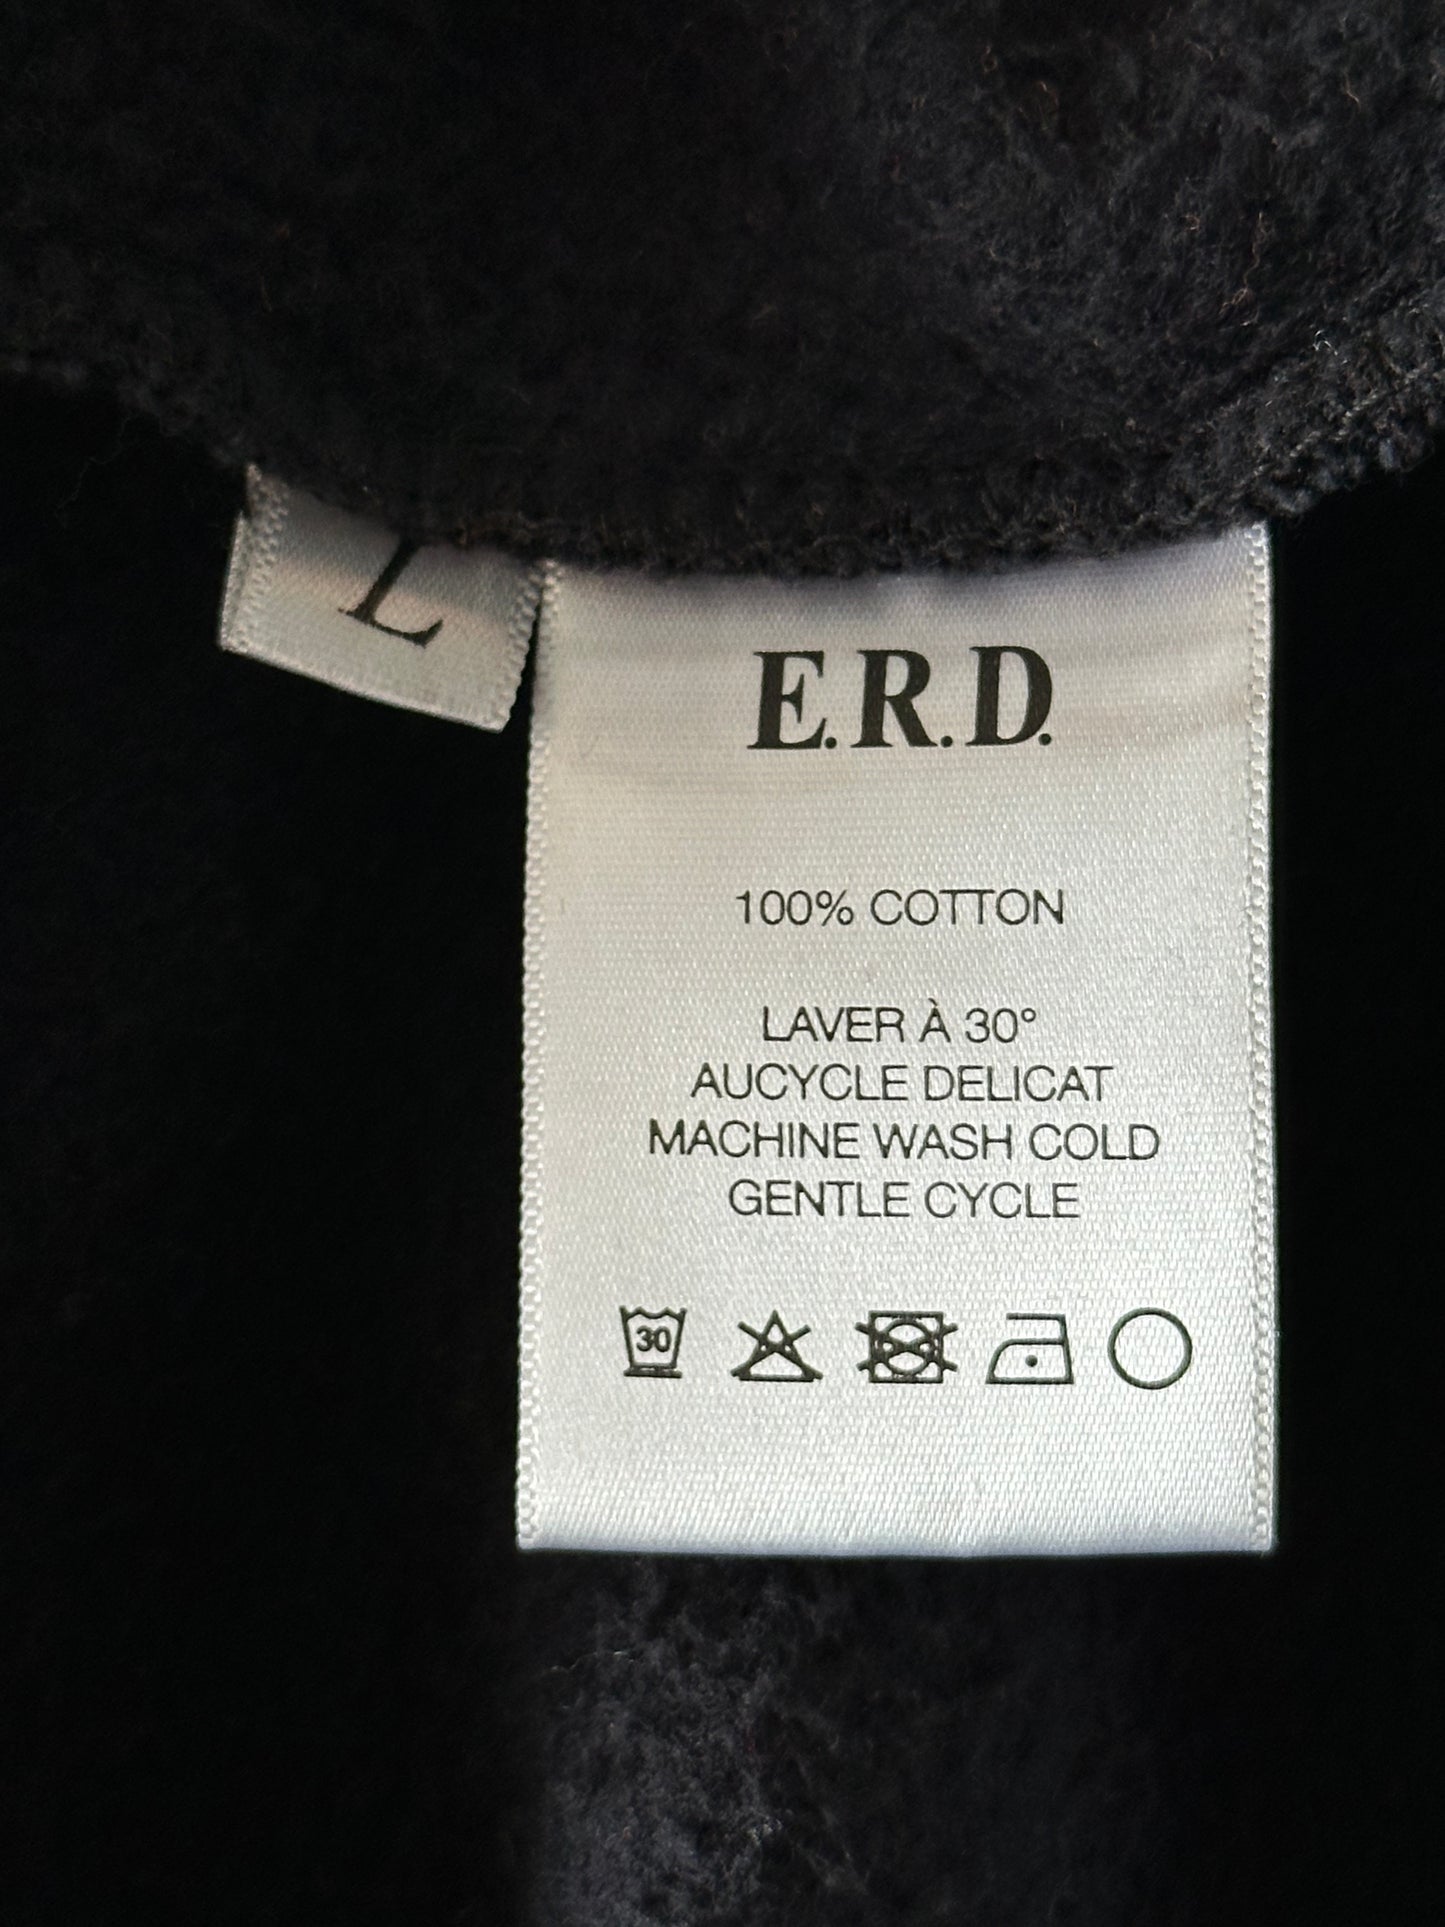 L
E.R.D.
100% COTTON
LAVER À 30°
AUCYCLE DELICAT
MACHINE WASH COLD
GENTLE CYCLE
30